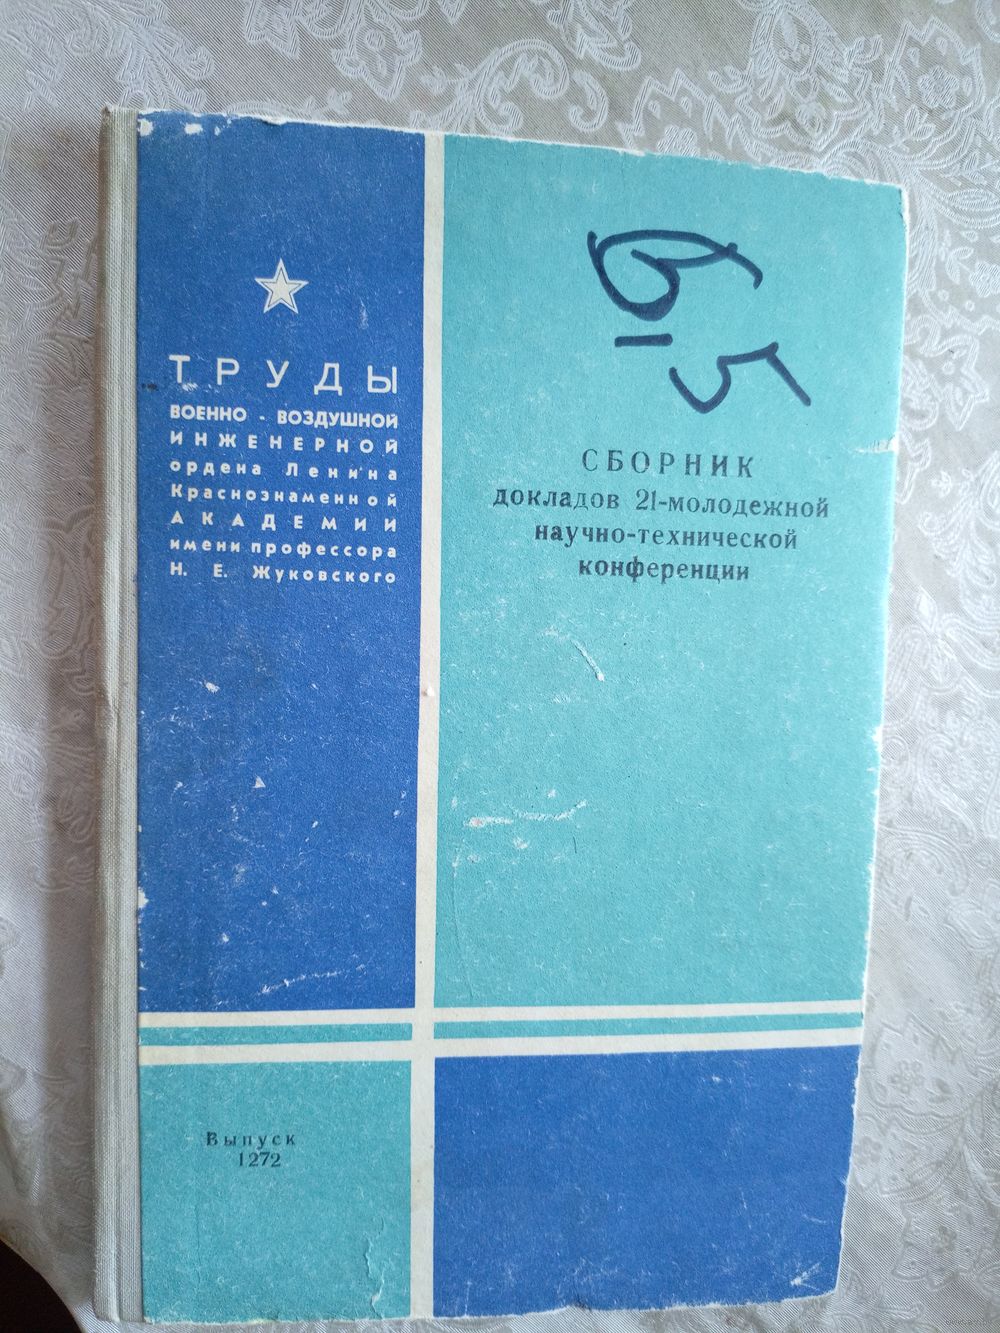 ТРУДЫ
ВОЕННО - ВОЗДУШНОЙ
ИНЖЕНЕРНОЙ
ордена Ленина
Краснознаменной
АКАДЕМИИ
имени профессора
Н. Е. Жуковского
Б-5
СБОРНИК
докладов 21-молодежной
научно-технической
конференции
Выпуск
1272